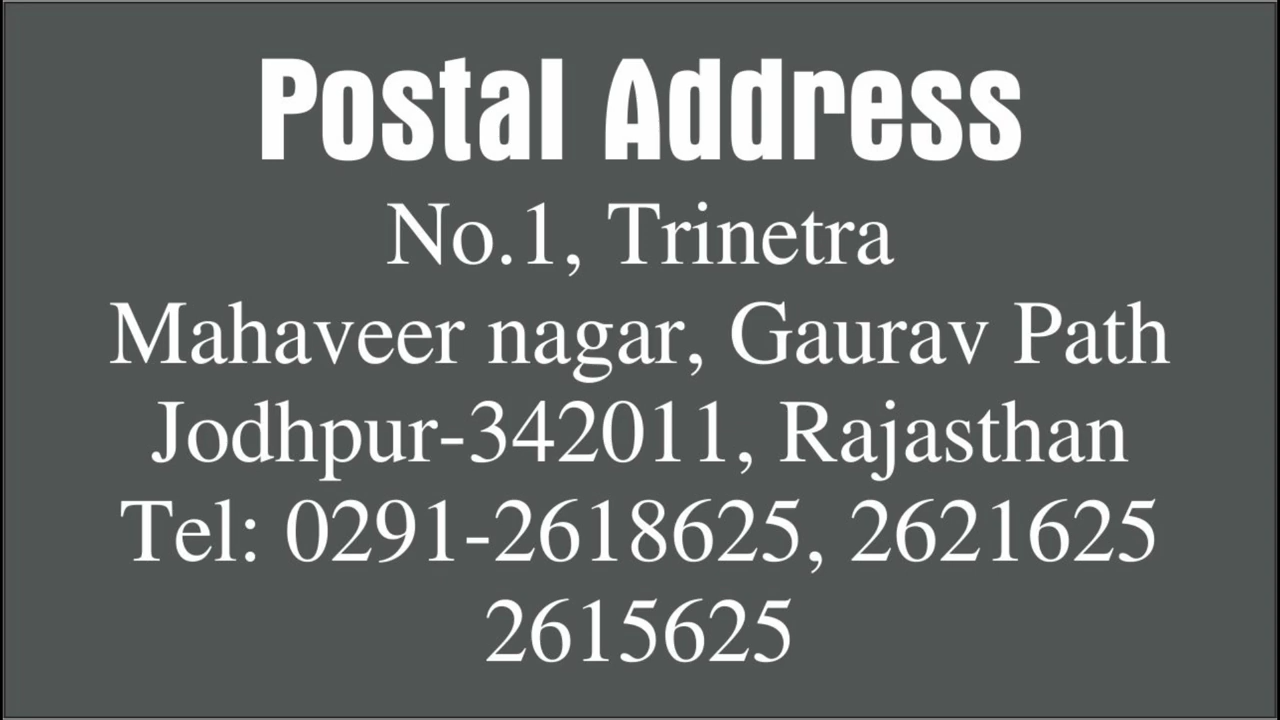 Postal Address
No.1, Trinetra
Mahaveer nagar, Gaurav Path
Jodhpur-342011, Rajasthan
Tel: 0291-2618625, 2621625
2615625